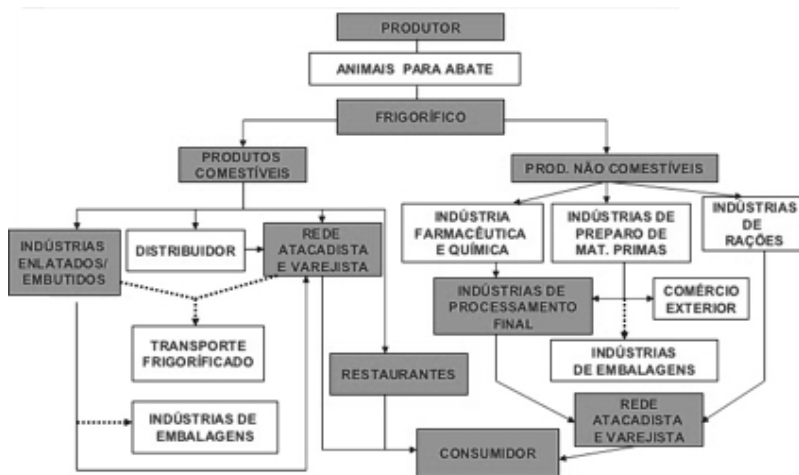 PRODUTOR
ANIMAIS PARA ABATE
FRIGORÍFICO
PRODUTOS
COMESTÍVEIS
PROD. NÃO COMESTÍVEIS
INDÚSTRIAS
ENLATADOS/
EMBUTIDOS
DISTRIBUIDOR
REDE
ATACADISTA
E VAREJISTA
INDÚSTRIA
FARMACÊUTICA
E QUÍMICA
INDÚSTRIAS DE
PREPARO DE
MAT. PRIMAS
INDÚSTRIAS
DE
RAÇÕES
INDÚSTRIAS DE
PROCESSAMENTO
FINAL
COMÉRCIO
EXTERIOR
TRANSPORTE
FRIGORÍFICADO
RESTAURANTES
INDÚSTRIAS
DE EMBALAGENS
INDÚSTRIAS DE
EMBALAGENS
CONSUMIDOR
REDE
ATACADISTA
E VAREJISTA